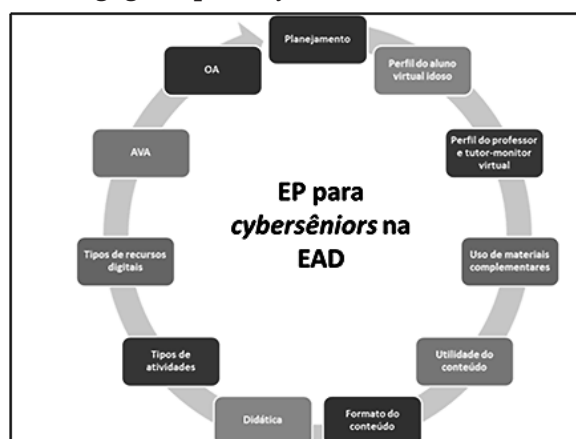 Planejamento
Perfil do aluno
virtual idoso
Perfil do professor
e tutor-monitor
virtual
Uso de materiais
complementares
Utilidade do
conteúdo
Formato do
conteúdo
Didática
Tipos de
atividades
Tipos de recursos
digitais
AVA
OA
EP para
cybersêniors na
EAD